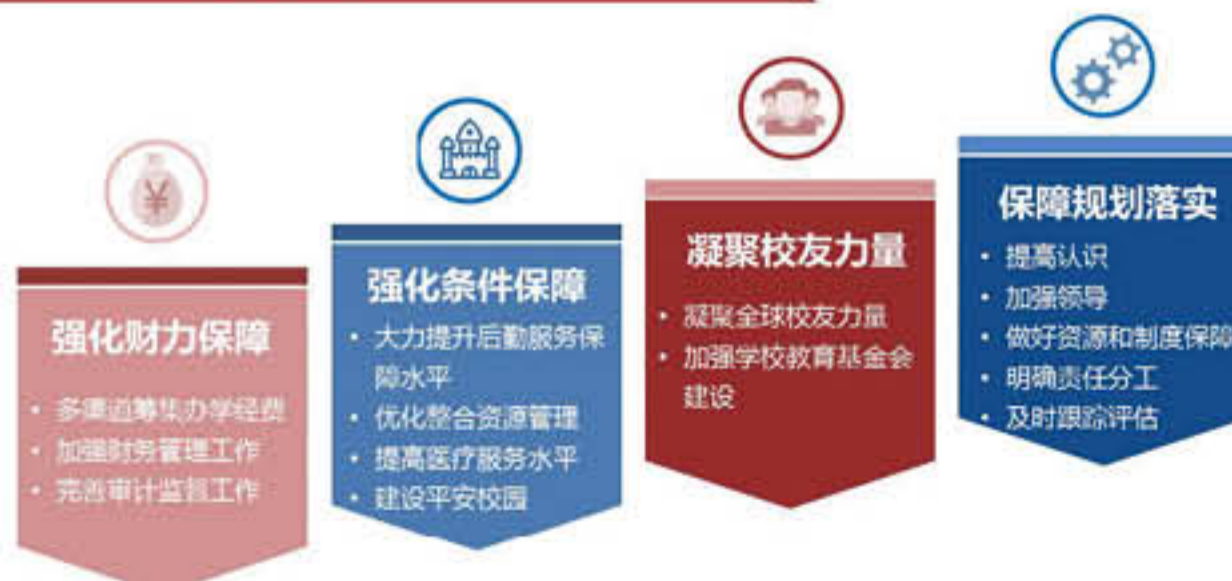 强化财力保障
• 多渠道筹集办学经费
• 加强财务管理工作
• 完善审计监督工作
强化条件保障
• 大力提升后勤服务保
障水平
• 优化整合资源管理
• 提高医疗服务水平
• 建设平安校园
凝聚校友力量
• 凝聚全球校友力量
• 加强学校教育基金会
建设
保障规划落实
• 提高认识
• 加强领导
• 做好资源和制度保障
• 明确责任分工
• 及时跟踪评估